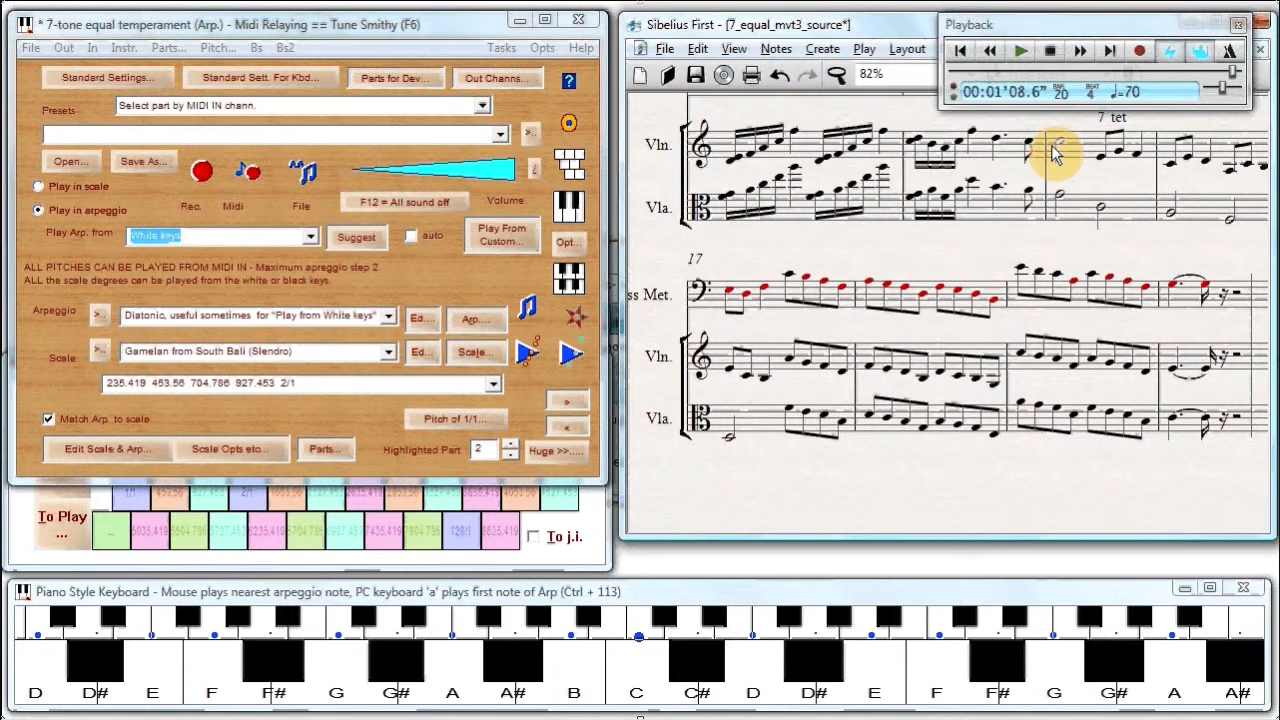 * 7-tone equal temperament (Arp.) - Midi Relaying == Tune Smithy (F6)
File Out In Instr. Parts... Pitch... Bs Bs2 Tasks Opts Help
Standard Settings... Standard Sett. For Kbd... Parts for Dev... Out Chann...
Presets Select part by MIDI IN chann.
Open... Save As...
Play in scale
Play in arpeggio
Rec. Midi File
F12 = All sound off
Volume
Play Arp. from White keys Suggest auto
Play From Custom...
Opt...
ALL PITCHES CAN BE PLAYED FROM MIDI IN - Maximum apreggio step 2.
ALL the scale degrees can be played from the white or black keys.
Arpeggio >.. Diatonic, useful sometimes for "Play from White keys" Ed... Arp....
Scale >.. Gamelan from South Bali (Slendro) Ed... Scale...
235.419 453.56 704.786 927.453 2/1
Match Arp. to scale Pitch of 1/1...
» «
Edit Scale & Arp... Scale Opts etc... Parts... Highlighted Part 2 Huge >>....
To Play
...
To j.i.
Sibelius First - [7_equal_mvt3_source*]
File Edit View Notes Create Play Layout
82%
Playback
00:01'08.6" BAR 20 BEAT 4 ♩=70
7 tet
Vln.
Vla.
17
ss Met.
Vln.
Vla.
Piano Style Keyboard - Mouse plays nearest arpeggio note, PC keyboard 'a' plays first note of Arp (Ctrl + 113)
D D# E F F# G G# A A# B C C# D D# E F F# G G# A A#